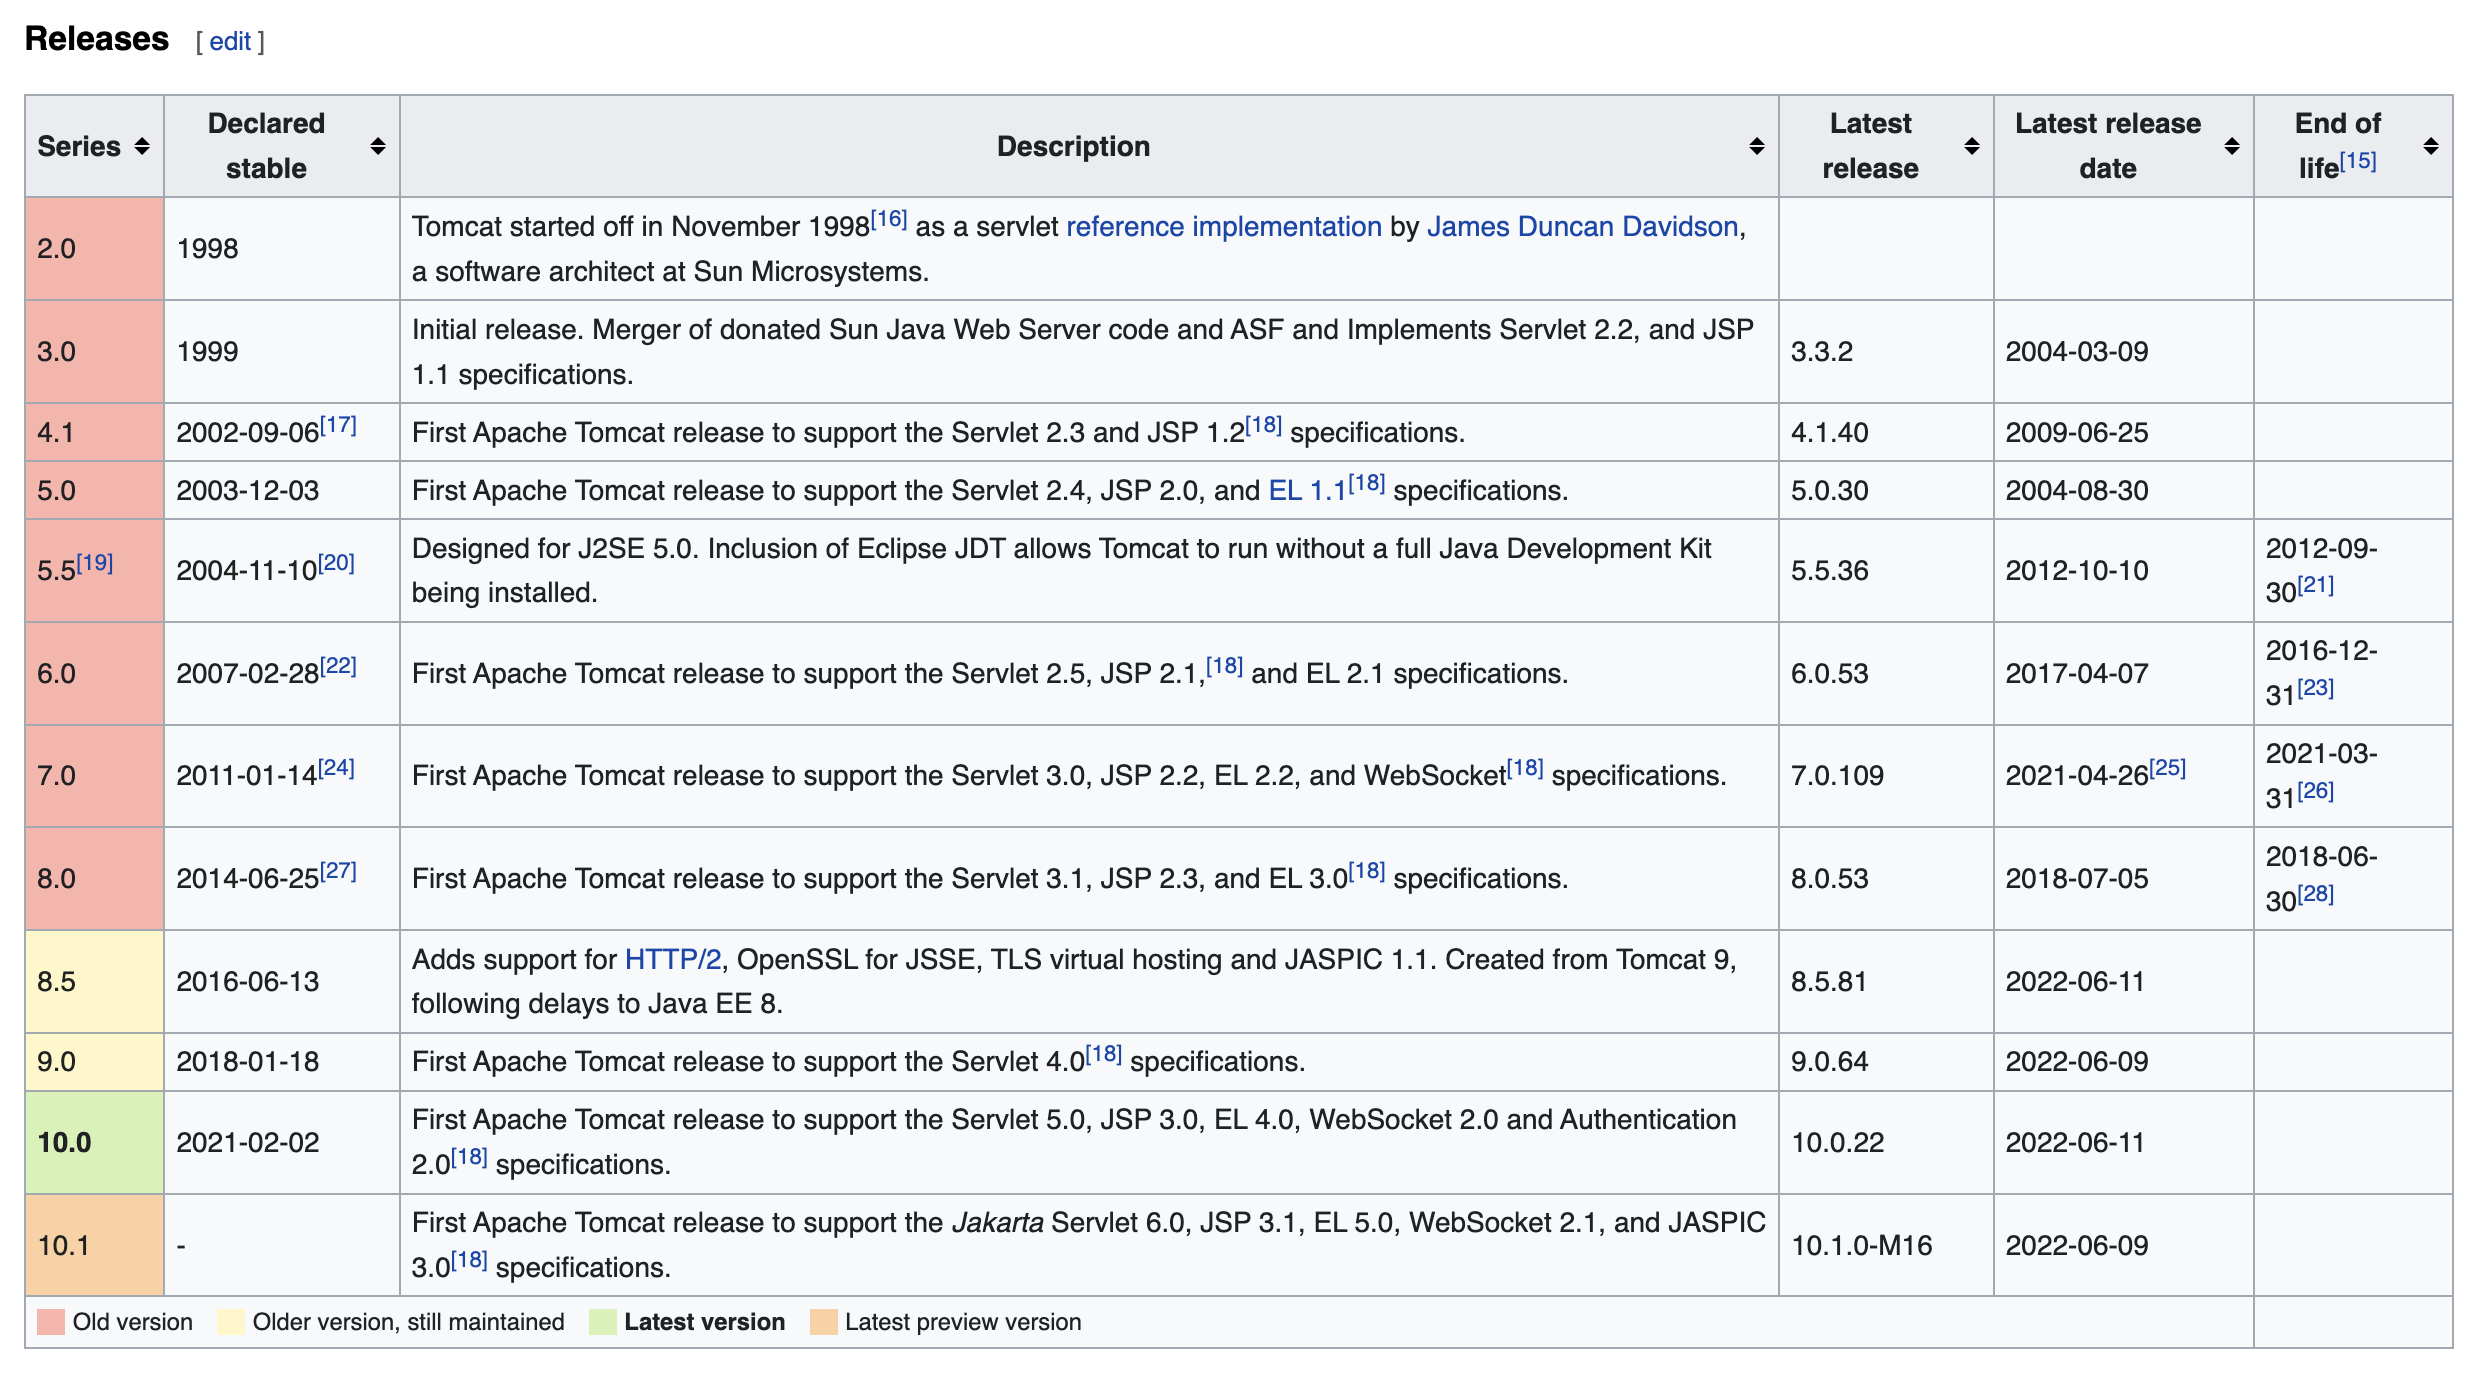 Releases [ edit ]
Series Declared stable Description Latest release Latest release date End of life[15]
2.0 1998 Tomcat started off in November 1998[16] as a servlet reference implementation by James Duncan Davidson,
a software architect at Sun Microsystems.
3.0 1999 Initial release. Merger of donated Sun Java Web Server code and ASF and Implements Servlet 2.2, and JSP
1.1 specifications. 3.3.2 2004-03-09
4.1 2002-09-06[17] First Apache Tomcat release to support the Servlet 2.3 and JSP 1.2[18] specifications. 4.1.40 2009-06-25
5.0 2003-12-03 First Apache Tomcat release to support the Servlet 2.4, JSP 2.0, and EL 1.1[18] specifications. 5.0.30 2004-08-30
5.5[19] 2004-11-10[20] Designed for J2SE 5.0. Inclusion of Eclipse JDT allows Tomcat to run without a full Java Development Kit
being installed. 5.5.36 2012-10-10 2012-09-30[21]
6.0 2007-02-28[22] First Apache Tomcat release to support the Servlet 2.5, JSP 2.1,[18] and EL 2.1 specifications. 6.0.53 2017-04-07 2016-12-31[23]
7.0 2011-01-14[24] First Apache Tomcat release to support the Servlet 3.0, JSP 2.2, EL 2.2, and WebSocket[18] specifications. 7.0.109 2021-04-26[25] 2021-03-31[26]
8.0 2014-06-25[27] First Apache Tomcat release to support the Servlet 3.1, JSP 2.3, and EL 3.0[18] specifications. 8.0.53 2018-07-05 2018-06-30[28]
8.5 2016-06-13 Adds support for HTTP/2, OpenSSL for JSSE, TLS virtual hosting and JASPIC 1.1. Created from Tomcat 9,
following delays to Java EE 8. 8.5.81 2022-06-11
9.0 2018-01-18 First Apache Tomcat release to support the Servlet 4.0[18] specifications. 9.0.64 2022-06-09
10.0 2021-02-02 First Apache Tomcat release to support the Servlet 5.0, JSP 3.0, EL 4.0, WebSocket 2.0 and Authentication
2.0[18] specifications. 10.0.22 2022-06-11
10.1 - First Apache Tomcat release to support the Jakarta Servlet 6.0, JSP 3.1, EL 5.0, WebSocket 2.1, and JASPIC
3.0[18] specifications. 10.1.0-M16 2022-06-09
Old version Older version, still maintained Latest version Latest preview version